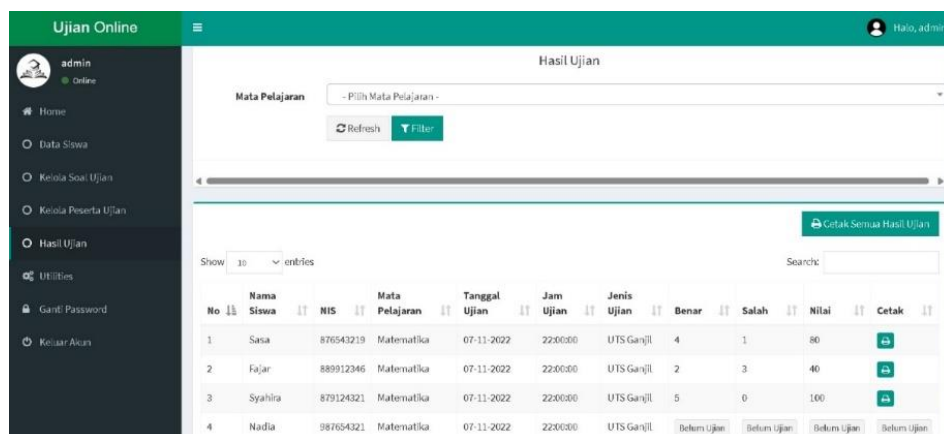 Ujian Online
Halo, admin
admin
Online
Home
Data Siswa
Kelola Soal Ujian
Kelola Peserta Ujian
Hasil Ujian
Utilities
Ganti Password
Keluar Akun
Hasil Ujian
Mata Pelajaran
- Pilih Mata Pelajaran -
Refresh Filter
Cetak Semua Hasil Ujian
Show 10 entries Search:
No Nama Siswa NIS Mata Pelajaran Tanggal Ujian Jam Ujian Jenis Ujian Benar Salah Nilai Cetak
1 Sasa 876543219 Matematika 07-11-2022 22:00:00 UTS Ganjil 4 1 80
2 Fajar 889912346 Matematika 07-11-2022 22:00:00 UTS Ganjil 2 3 40
3 Syahira 879124321 Matematika 07-11-2022 22:00:00 UTS Ganjil 5 0 100
4 Nadia 987654321 Matematika 07-11-2022 22:00:00 UTS Ganjil Belum Ujian Belum Ujian Belum Ujian Belum Ujian